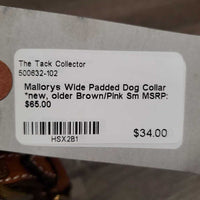 The Tack Collector
500632-102
Mallorys Wide Padded Dog Collar
*new, older Brown/Pink Sm MSRP:
$65.00
$34.00
HSX2B1